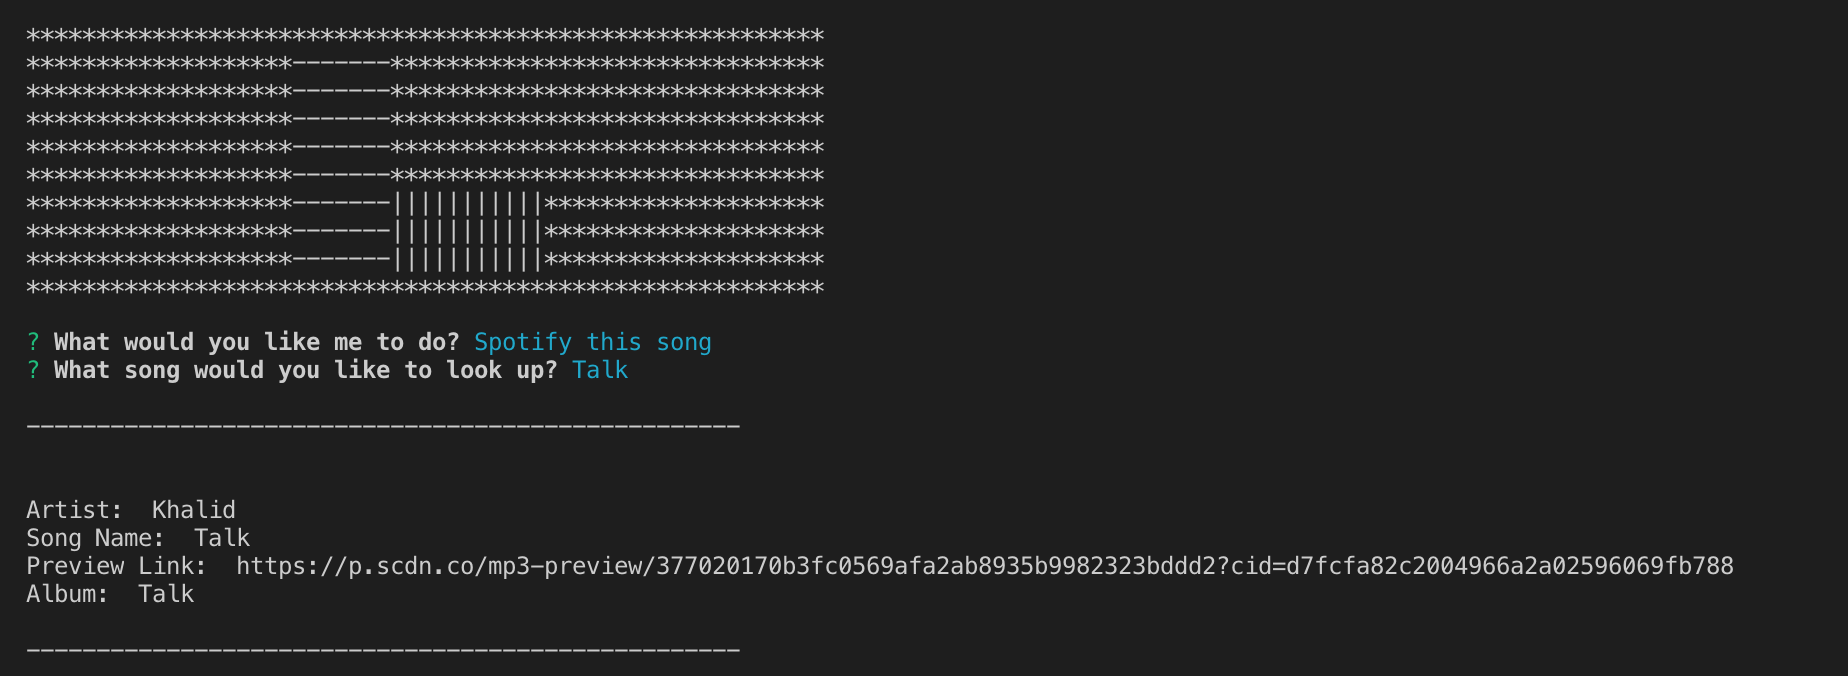 *********************************************************
*******************-------*******************************
*******************-------*******************************
*******************-------*******************************
*******************-------*******************************
*******************-------*******************************
*******************-------|||||||||||********************
*******************-------|||||||||||********************
*******************-------|||||||||||********************
*********************************************************
? What would you like me to do? Spotify this song
? What song would you like to look up? Talk
---------------------------------------------------
Artist:  Khalid
Song Name:  Talk
Preview Link:  https://p.scdn.co/mp3-preview/377020170b3fc0569afa2ab8935b9982323bddd2?cid=d7fcfa82c2004966a2a02596069fb788
Album:  Talk
---------------------------------------------------